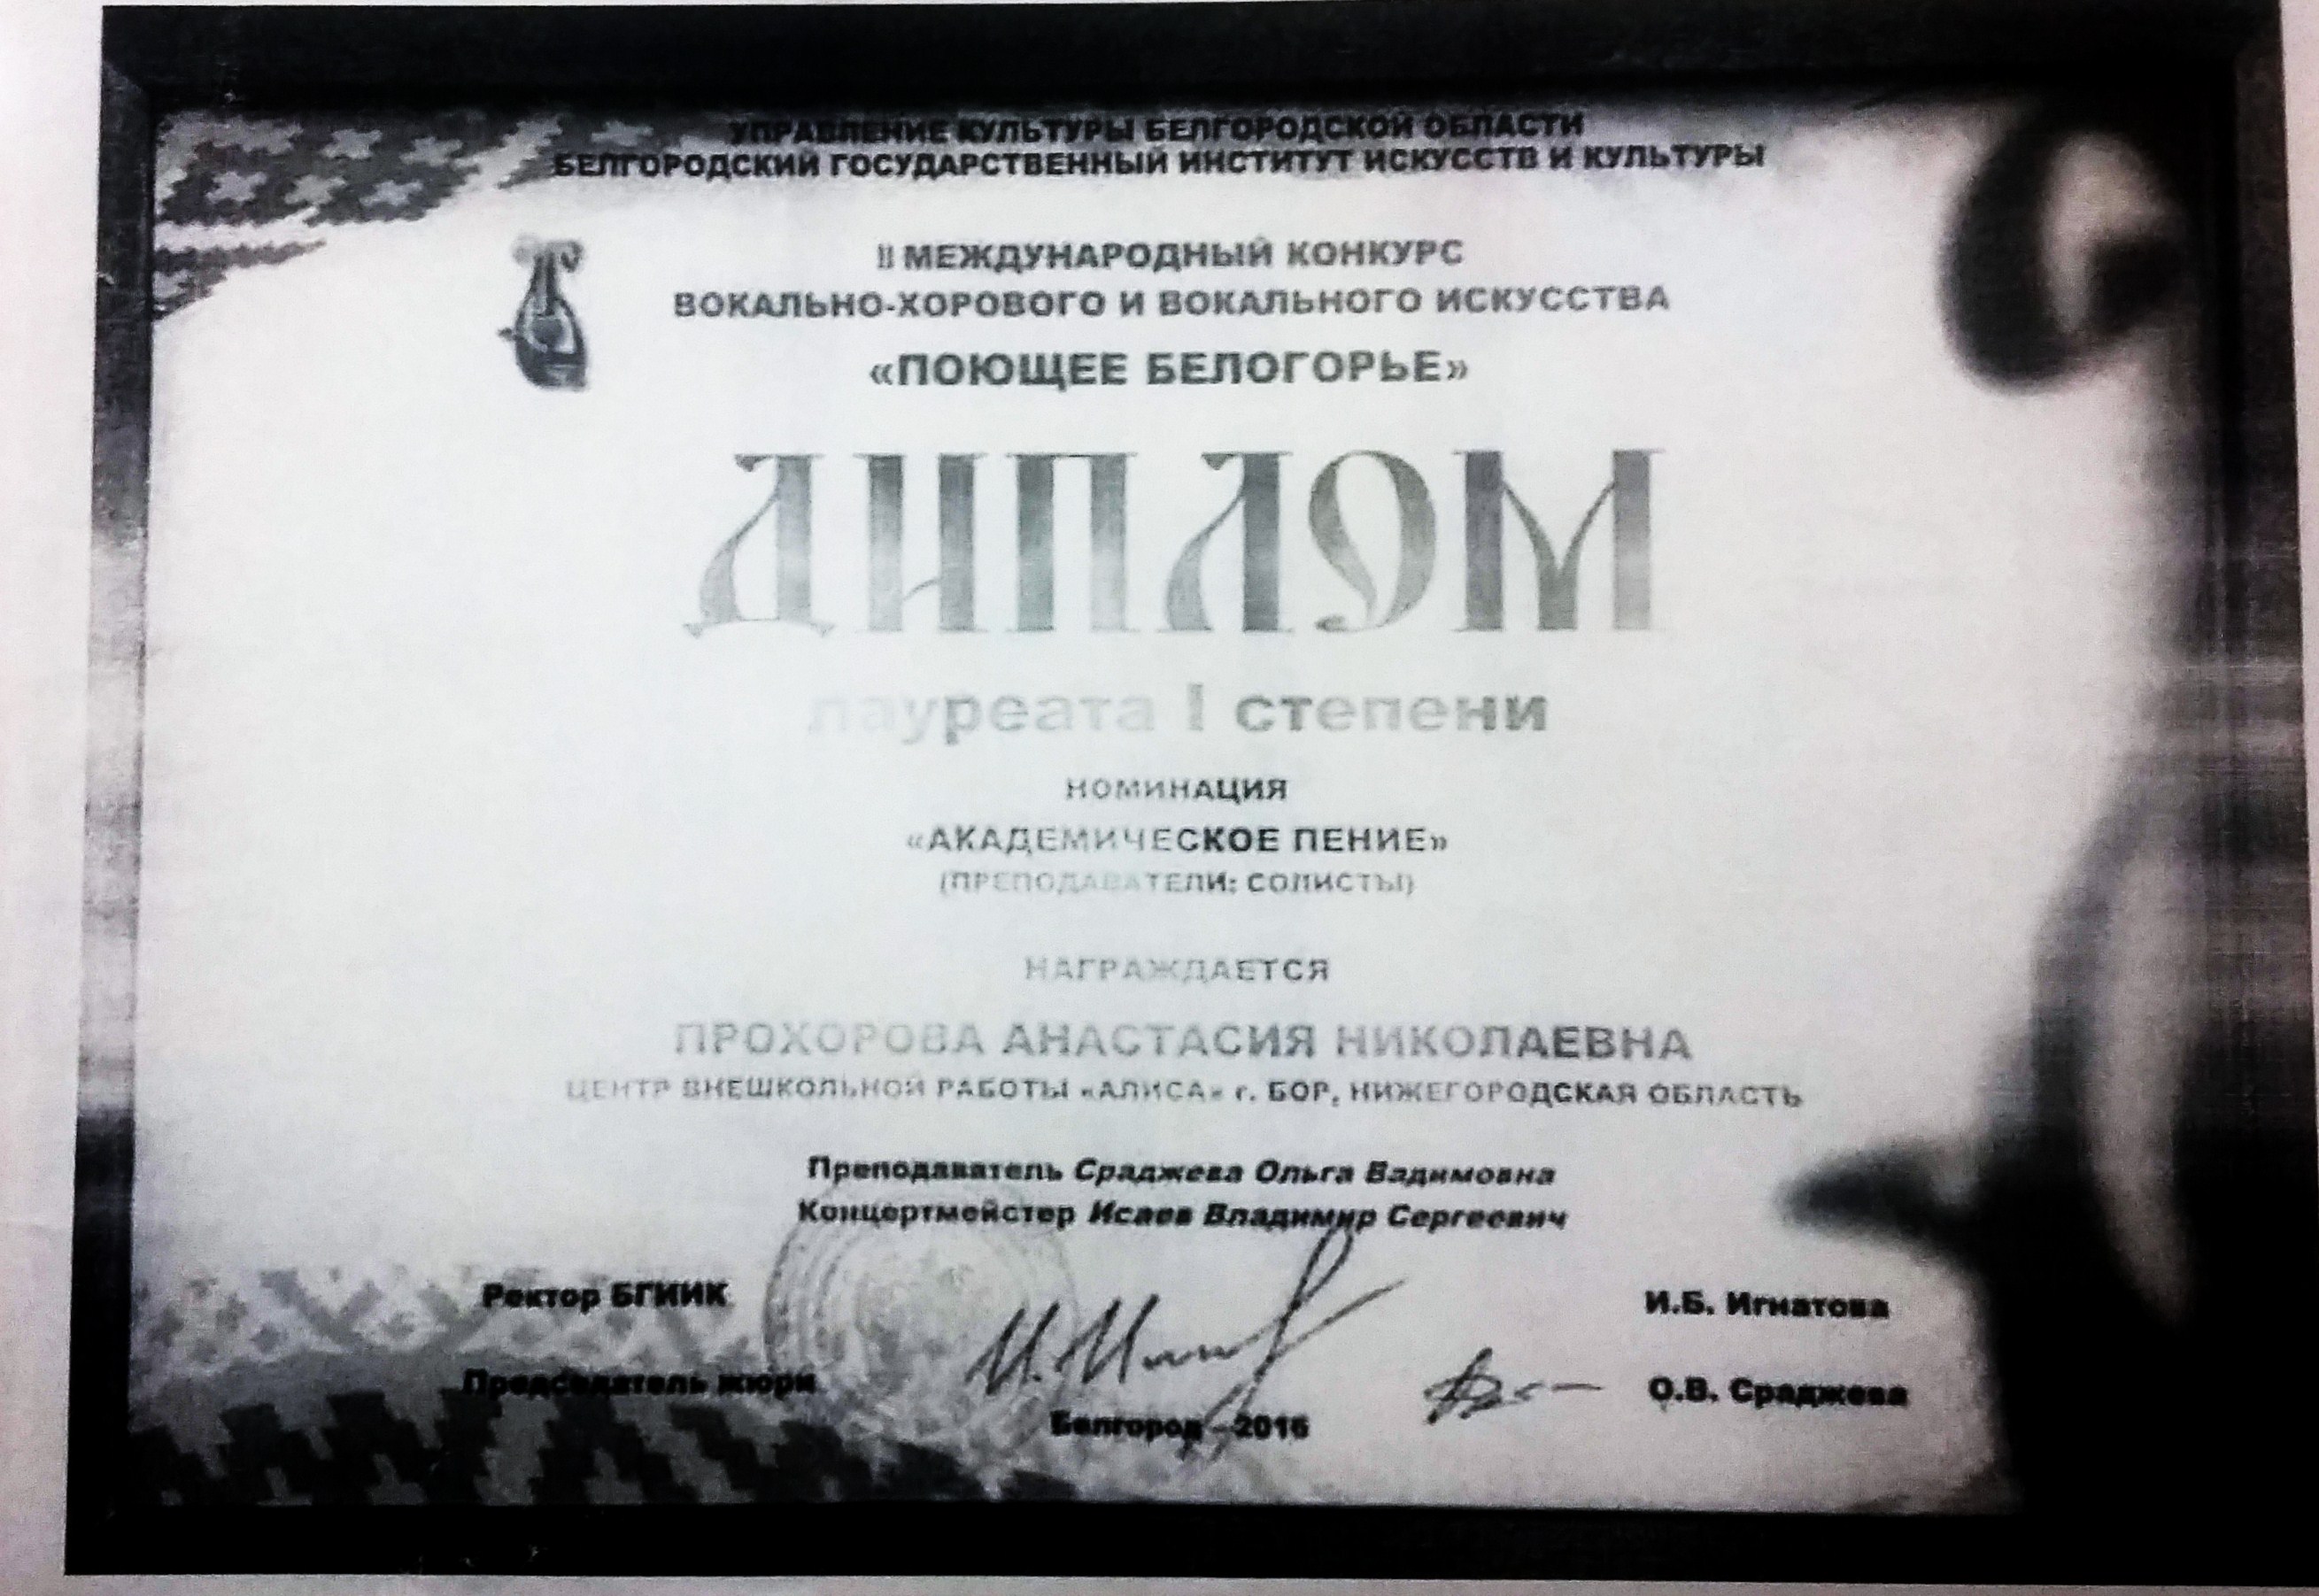 УПРАВЛЕНИЕ КУЛЬТУРЫ БЕЛГОРОДСКОЙ ОБЛАСТИ
БЕЛГОРОДСКИЙ ГОСУДАРСТВЕННЫЙ ИНСТИТУТ ИСКУССТВ И КУЛЬТУРЫ
II МЕЖДУНАРОДНЫЙ КОНКУРС
ВОКАЛЬНО-ХОРОВОГО И ВОКАЛЬНОГО ИСКУССТВА
«ПОЮЩЕЕ БЕЛОГОРЬЕ»
ДИПЛОМ
лауреата I степени
НОМИНАЦИЯ
«АКАДЕМИЧЕСКОЕ ПЕНИЕ»
(ПРЕПОДАВАТЕЛИ: СОЛИСТЫ)
НАГРАЖДАЕТСЯ
ПРОХОРОВА АНАСТАСИЯ НИКОЛАЕВНА
ЦЕНТР ВНЕШКОЛЬНОЙ РАБОТЫ «АЛИСА» г. БОР, НИЖЕГОРОДСКАЯ ОБЛАСТЬ
Преподаватель Сраджева Ольга Вадимовна
Концертмейстер Исаев Владимир Сергеевич
Ректор БГИИК И.Б. Игнатова
Председатель жюри О.В. Сраджева
Белгород - 2016